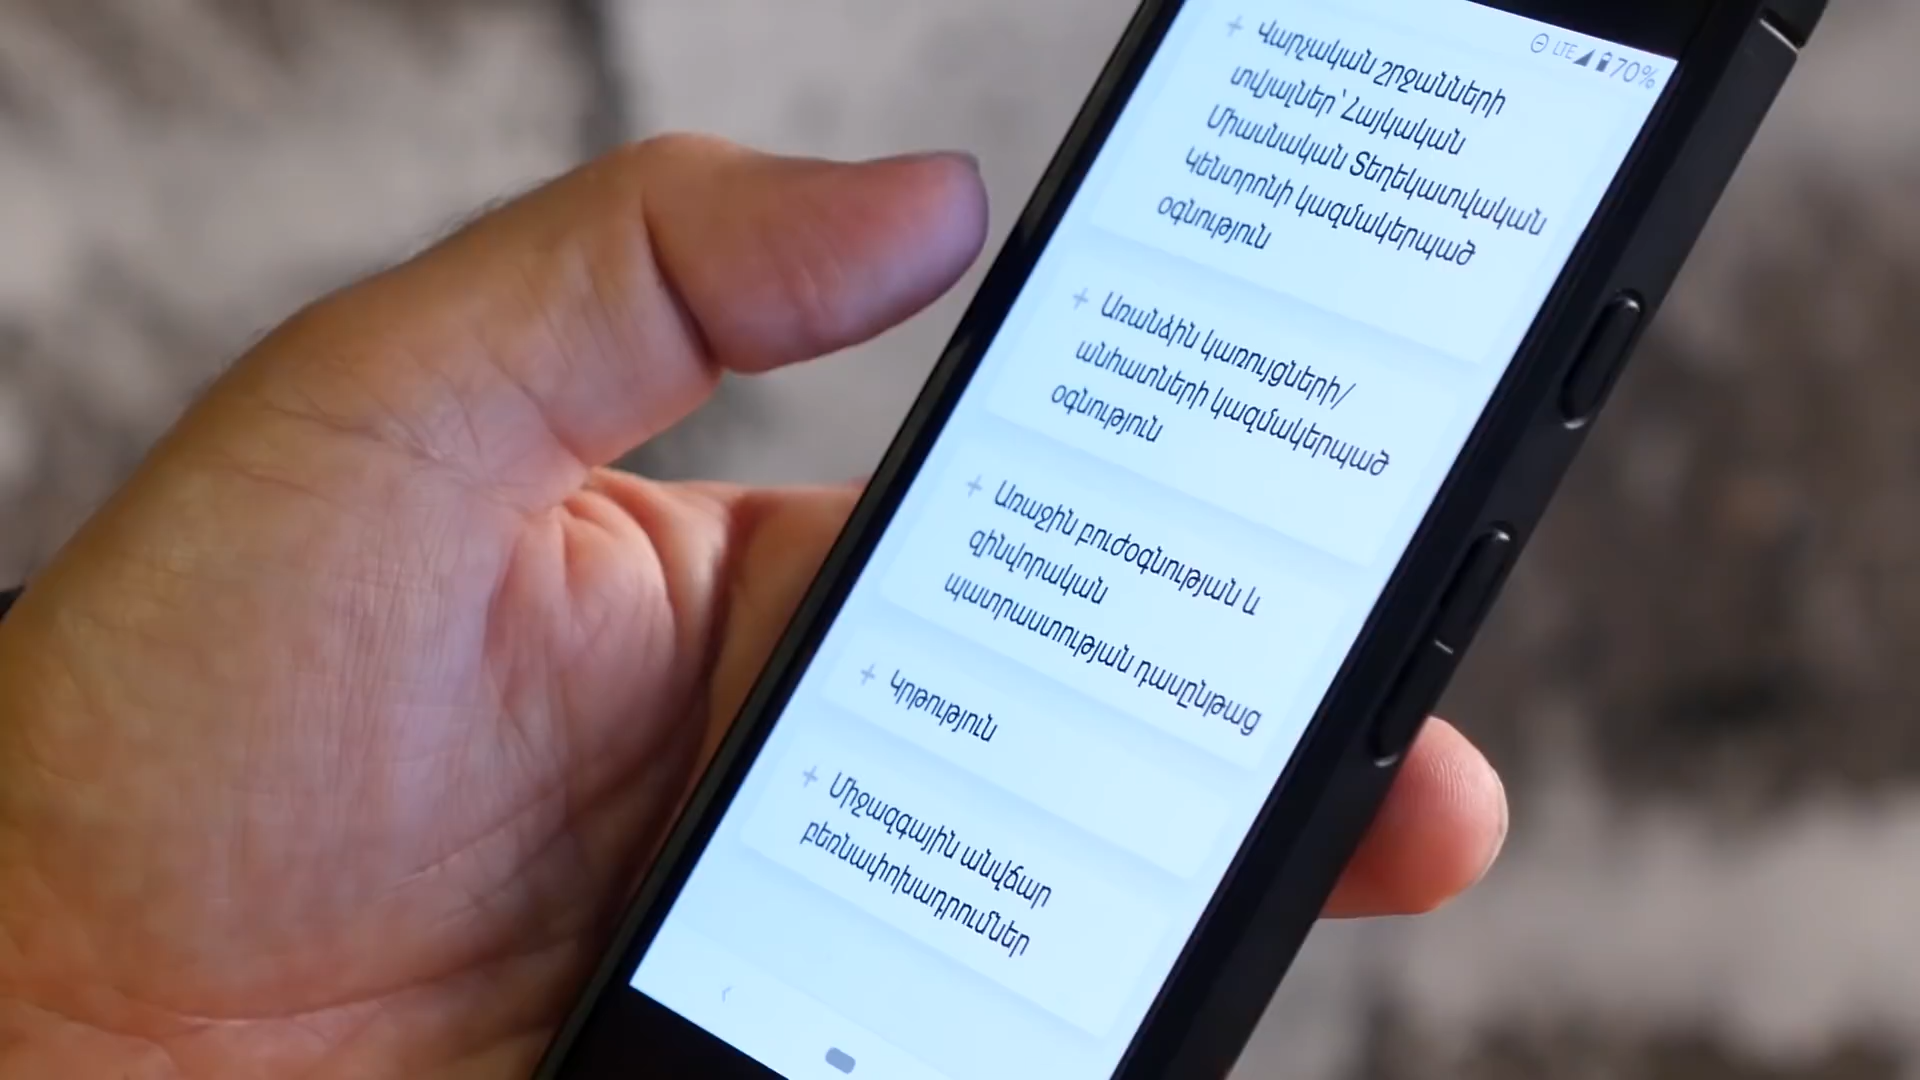 LTE 70%
+ Վարչական շրջանների
տվյալներ՝ Հայկական
Միասնական Տեղեկատվական
կենտրոնի կազմակերպած
օգնություն
+ Առանձին կառույցների/
անհատների կազմակերպած
օգնություն
+ Առաջին բուժօգնության և
զինվորական
պատրաստության դասընթաց
+ Կրթություն
+ Միջազգային անվճար
բեռնափոխադրումներ